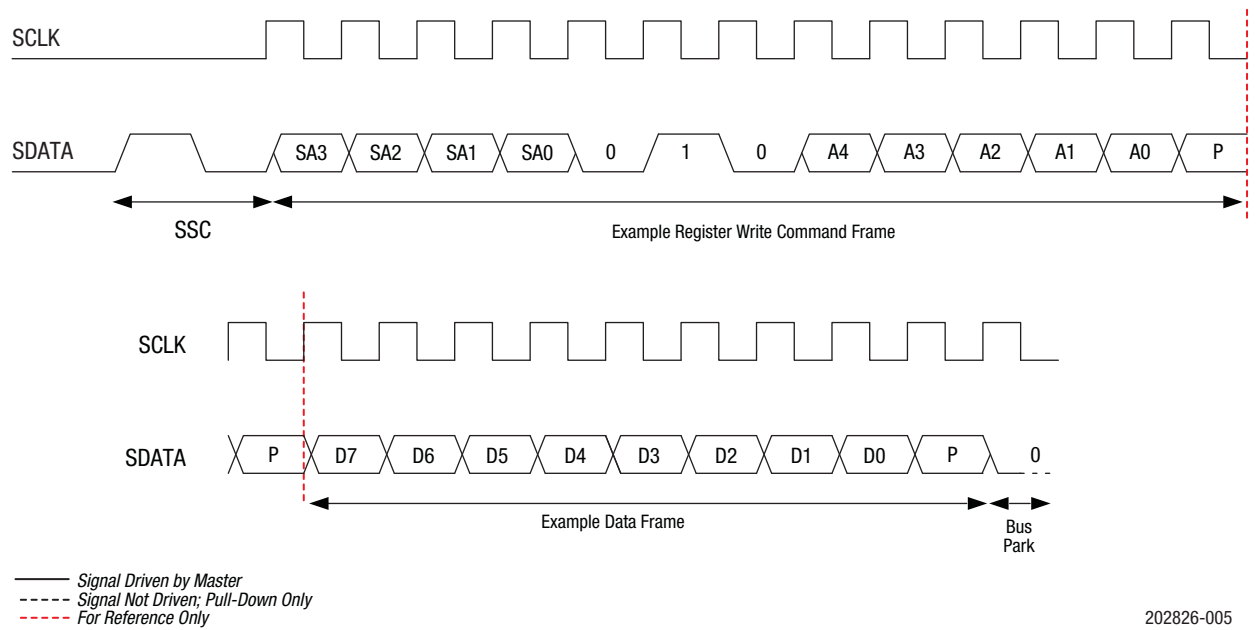 SCLK
SDATA SA3 SA2 SA1 SA0 0 1 0 A4 A3 A2 A1 A0 P
SSC
Example Register Write Command Frame
SCLK
SDATA P D7 D6 D5 D4 D3 D2 D1 D0 P 0
Example Data Frame
Bus
Park
Signal Driven by Master
Signal Not Driven; Pull-Down Only
For Reference Only
202826-005